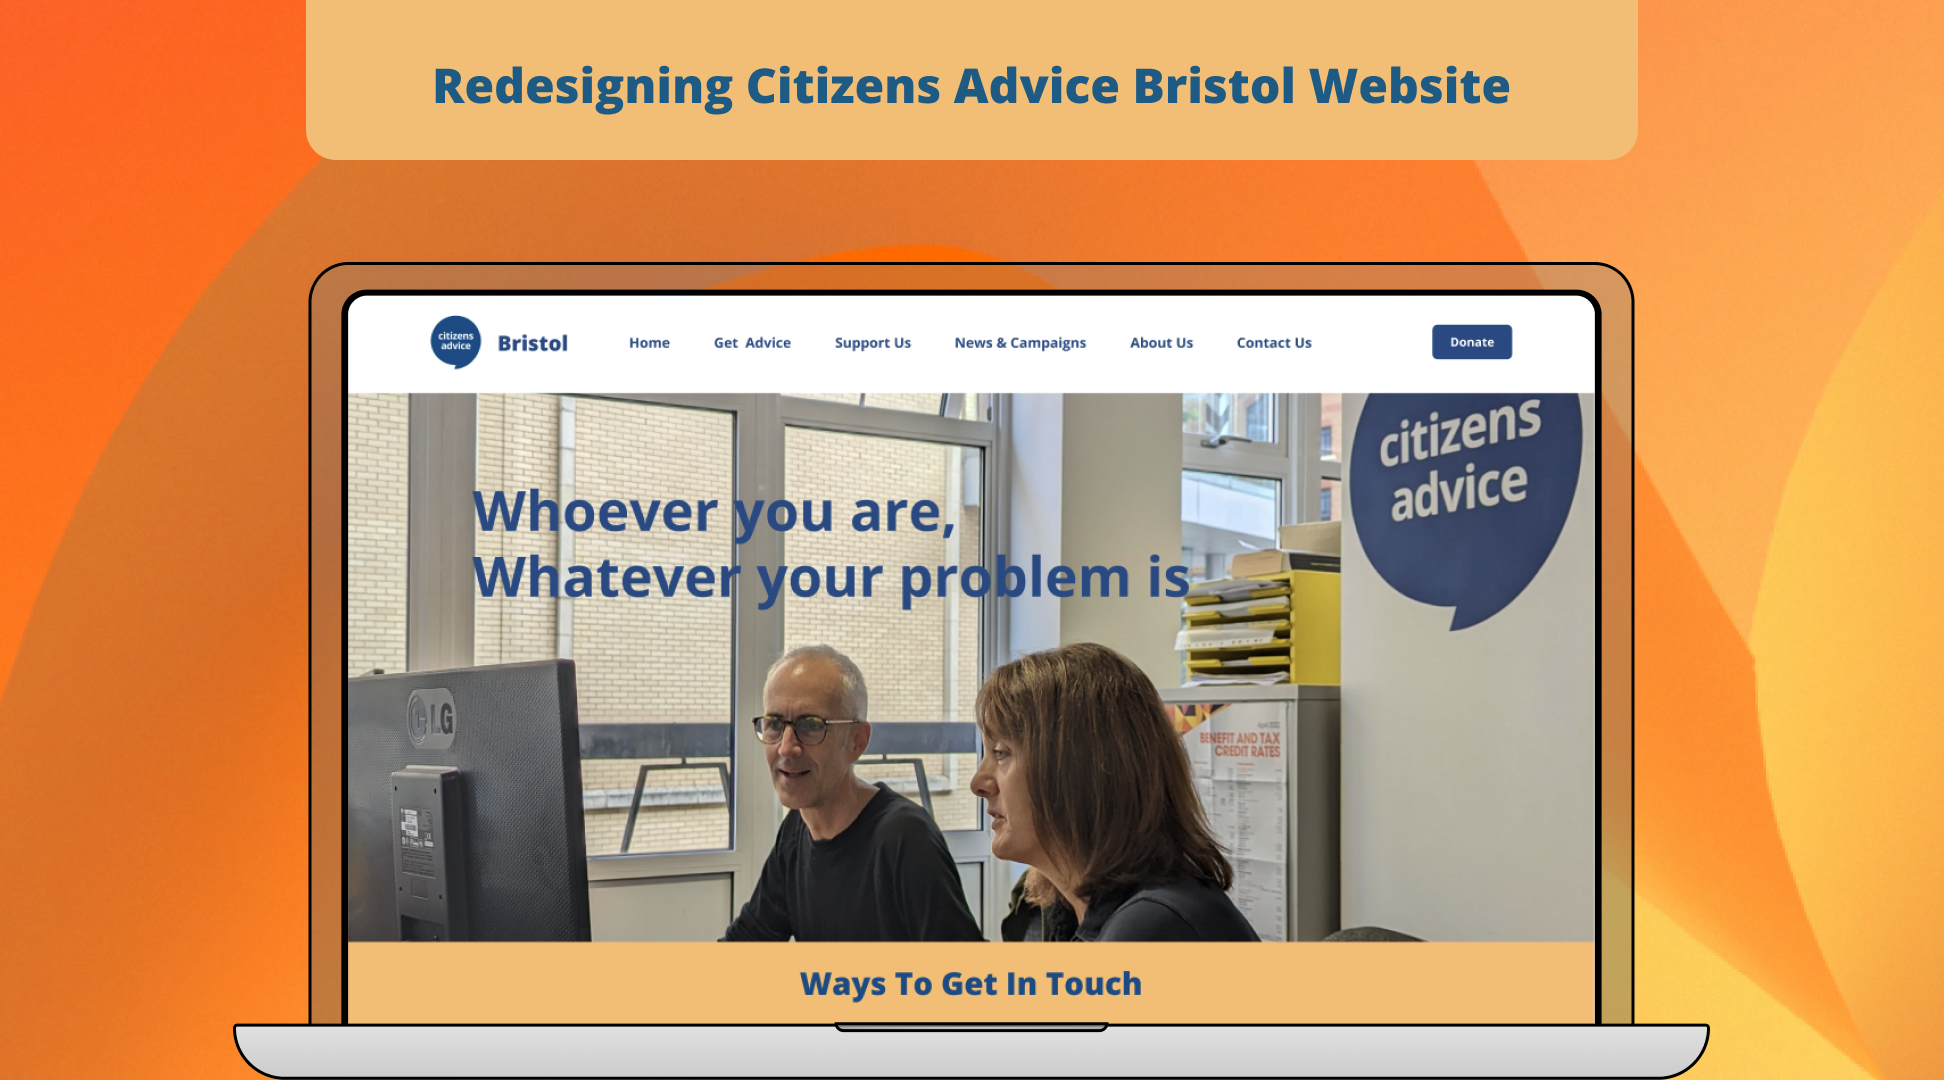 Redesigning Citizens Advice Bristol Website
citizens
advice
Bristol
Home
Get Advice
Support Us
News & Campaigns
About Us
Contact Us
Donate
citizens
advice
Whoever you are,
Whatever your problem is
LG
BENEFIT AND TAX
CREDIT RATES
Ways To Get In Touch